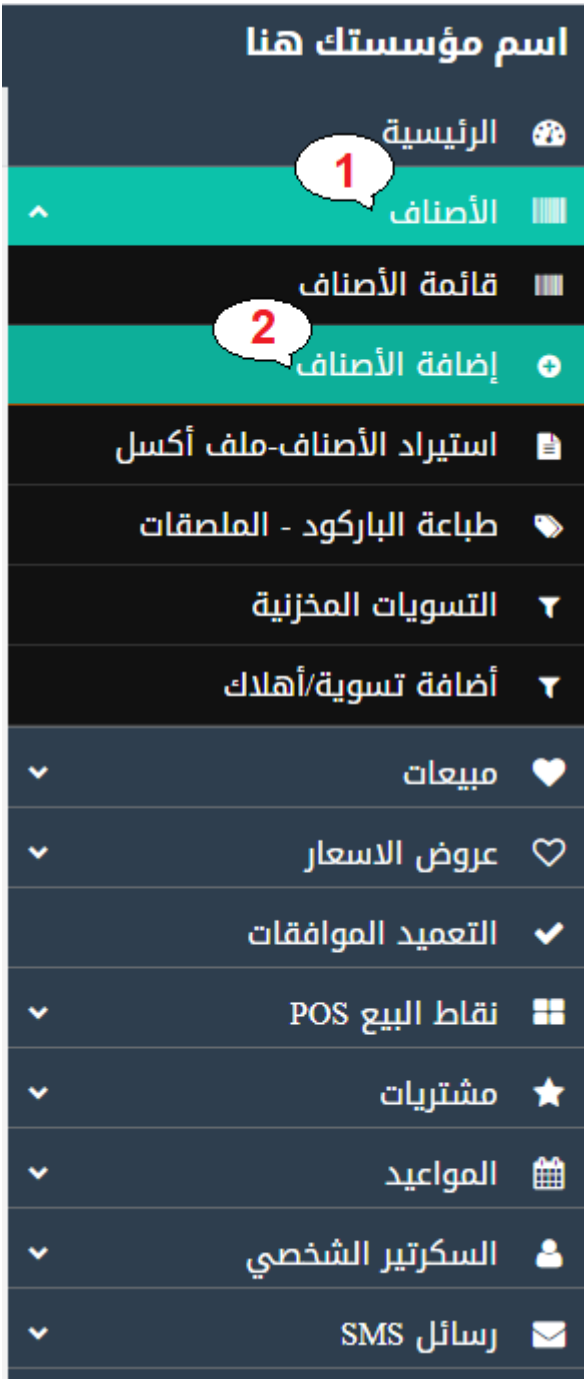 اسم مؤسستك هنا
الرئيسية
1
الأصناف
قائمة الأصناف
2
إضافة الأصناف
استيراد الأصناف-ملف أكسل
طباعة الباركود - الملصقات
التسويات المخزنية
أضافة تسوية/أهلاك
مبيعات
عروض الاسعار
التعميد الموافقات
نقاط البيع POS
مشتريات
المواعيد
السكرتير الشخصي
رسائل SMS